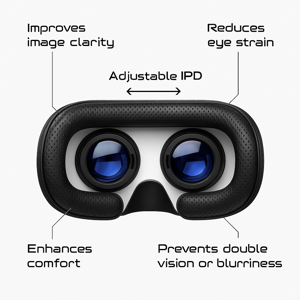 Improves
image clarity
Reduces
eye strain
Adjustable IPD
Enhances
comfort
Prevents double
vision or blurriness